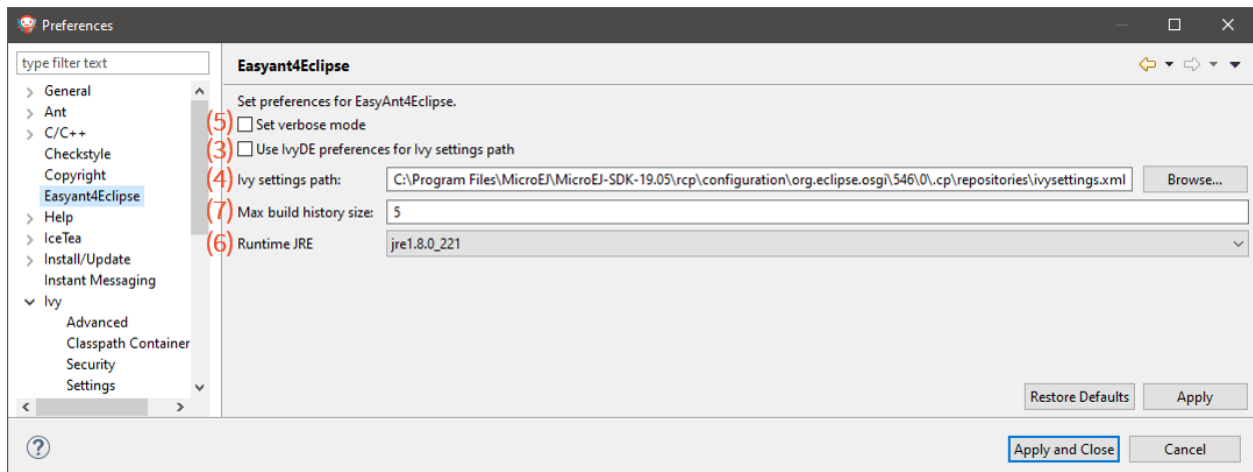 Preferences
type filter text
General
Ant
C/C++
Checkstyle
Copyright
Easyant4Eclipse
Help
IceTea
Install/Update
Instant Messaging
Ivy
Advanced
Classpath Container
Security
Settings
Easyant4Eclipse
Set preferences for EasyAnt4Eclipse.
(5) Set verbose mode
(3) Use IvyDE preferences for Ivy settings path
(4) Ivy settings path: C:\Program Files\MicroEJ\MicroEJ-SDK-19.05\rcp\configuration\org.eclipse.osgi\546\0\.cp\repositories\ivysettings.xml Browse...
(7) Max build history size: 5
(6) Runtime JRE jre1.8.0_221
Restore Defaults Apply
? Apply and Close Cancel